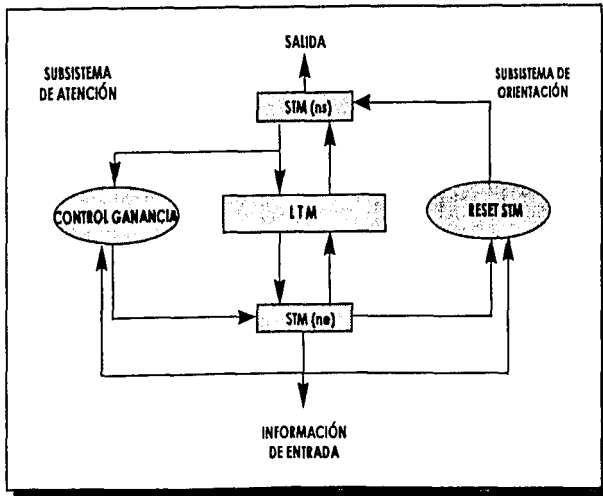 SALIDA
SUBSISTEMA
DE ATENCIÓN
SUBSISTEMA DE
ORIENTACIÓN
STM (ns)
CONTROL GANANCIA
LTM
RESET STM
STM (ne)
INFORMACIÓN
DE ENTRADA